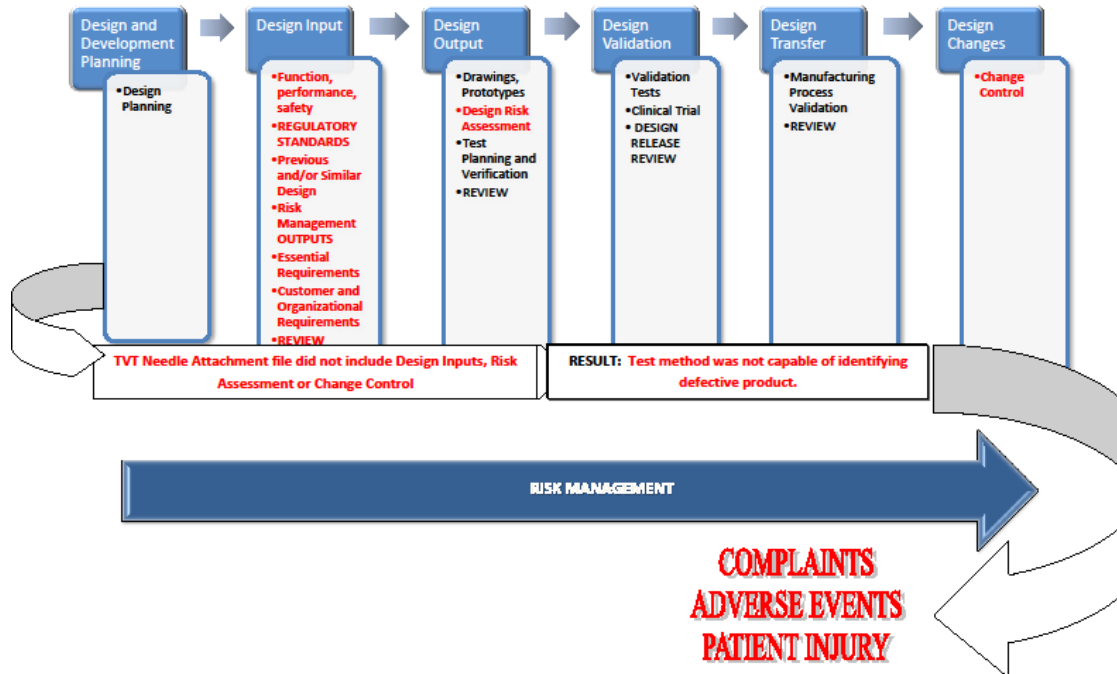 Design and
Development
Planning
•Design
Planning
Design Input
•Function,
performance,
safety
•REGULATORY
STANDARDS
•Previous
and/or Similar
Design
•Risk
Management
OUTPUTS
•Essential
Requirements
•Customer and
Organizational
Requirements
•REVIEW
Design
Output
•Drawings,
Prototypes
•Design Risk
Assessment
•Test
Planning and
Verification
•REVIEW
Design
Validation
•Validation
Tests
•Clinical Trial
• DESIGN
RELEASE
REVIEW
Design
Transfer
•Manufacturing
Process
Validation
•REVIEW
Design
Changes
•Change
Control
TVT Needle Attachment file did not include Design Inputs, Risk
Assessment or Change Control
RESULT: Test method was not capable of identifying
defective product.
RISK MANAGEMENT
COMPLAINTS
ADVERSE EVENTS
PATIENT INJURY